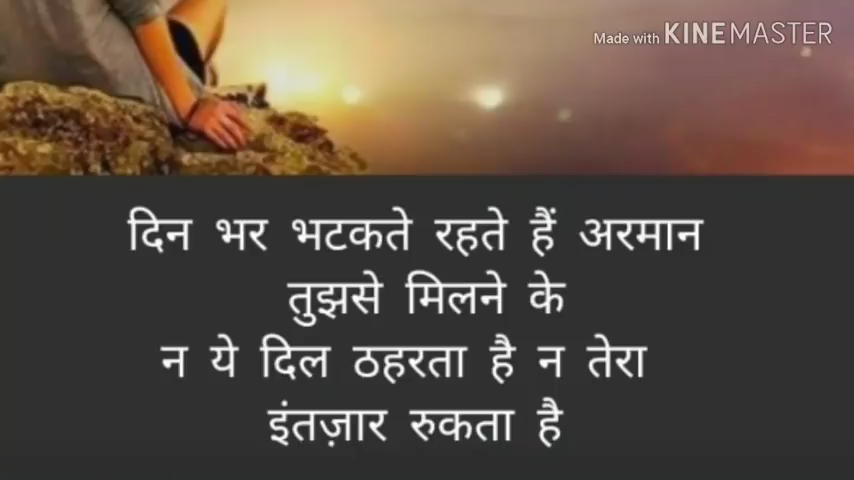 Made with KINEMASTER
दिन भर भटकते रहते हैं अरमान
तुझसे मिलने के
न ये दिल ठहरता है न तेरा
इंतज़ार रुकता है